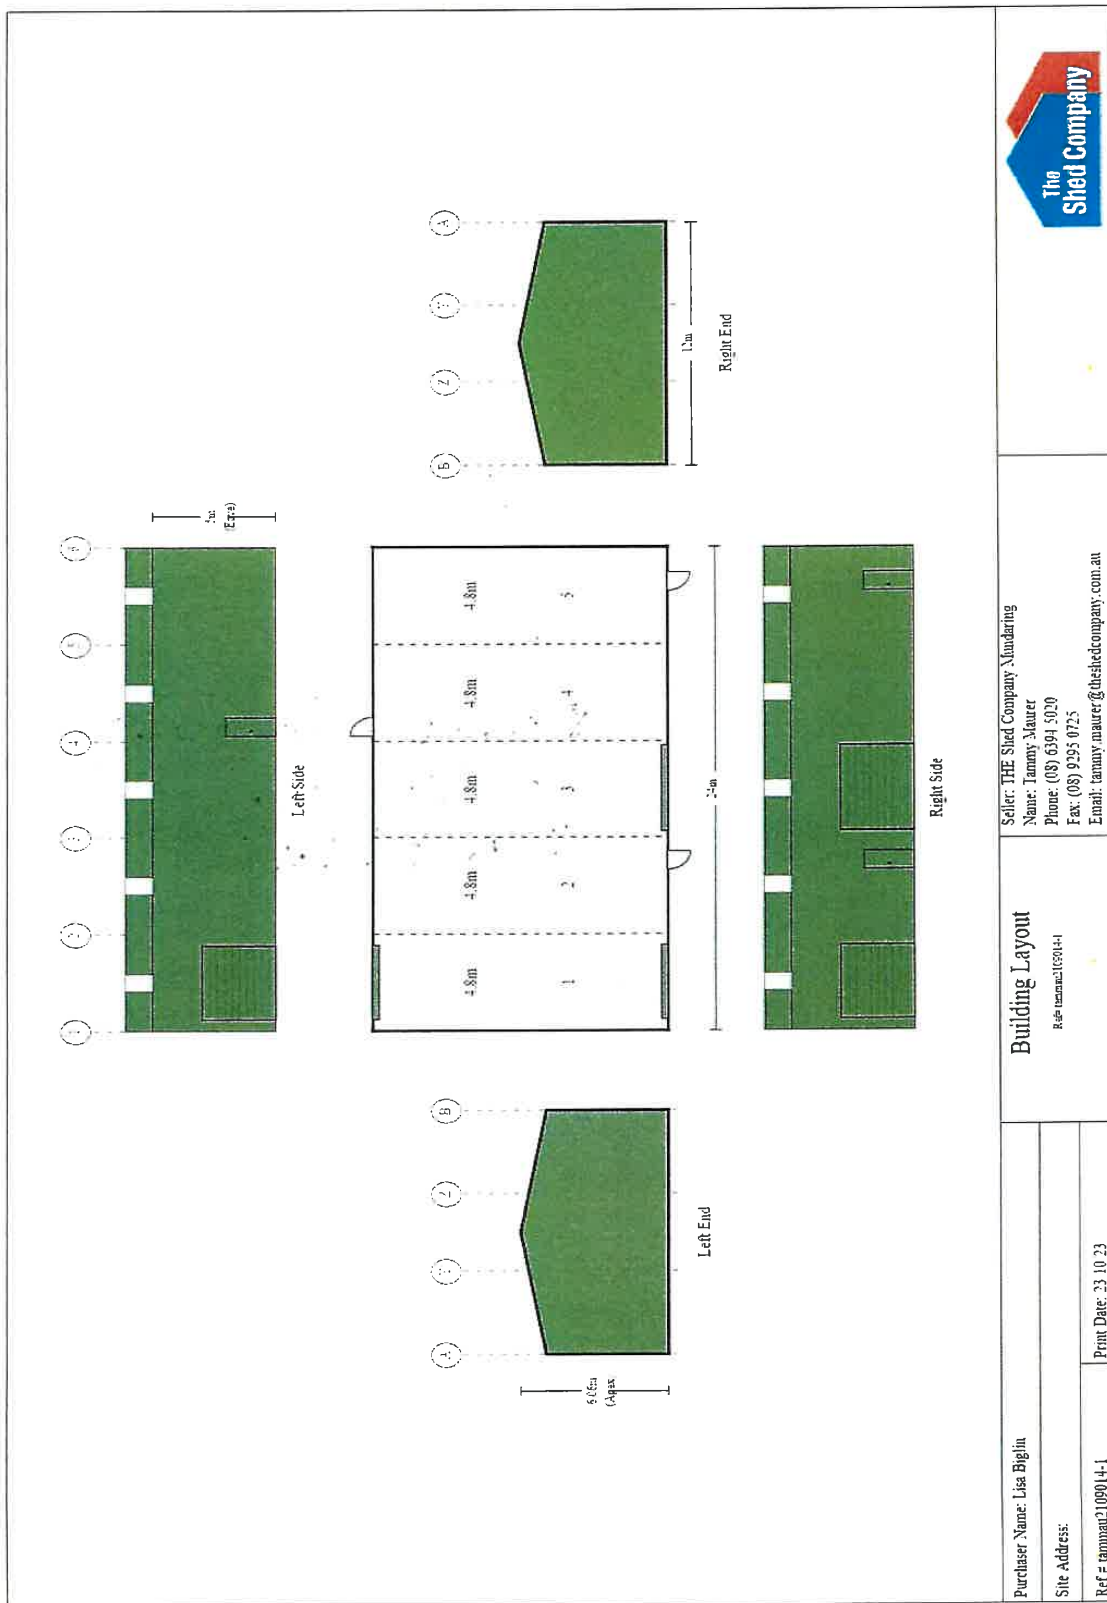 A
B
Left End
(Apex
Left Side
(Eave)
4.8m
4.8m
4.8m
4.8m
4.8m
1
2
3
4
5
24m
Right Side
A
12m
Right End
Purchaser Name: Lisa Biglin
Site Address:
Print Date: 23 10 23
Building Layout
Seller: THE Shed Company Mundaring
Name: Tammy Maurer
Phone: (08) 6394 5020
Fax: (08) 9295 0725
Email: tammy.maurer@theshedcompany.com.au
The
Shed Company